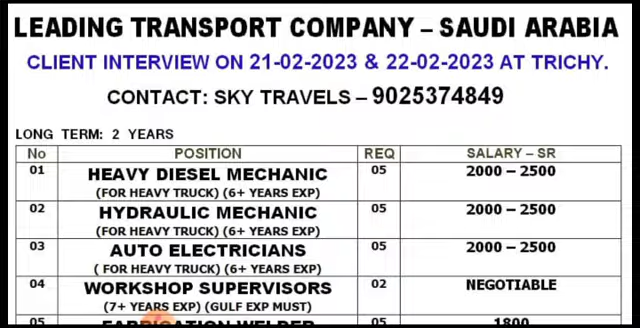 LEADING TRANSPORT COMPANY – SAUDI ARABIA
CLIENT INTERVIEW ON 21-02-2023 & 22-02-2023 AT TRICHY.
CONTACT: SKY TRAVELS – 9025374849
LONG TERM: 2 YEARS
No POSITION REQ SALARY – SR
01 HEAVY DIESEL MECHANIC 05 2000 – 2500
(FOR HEAVY TRUCK) (6+ YEARS EXP)
02 HYDRAULIC MECHANIC 05 2000 – 2500
(FOR HEAVY TRUCK) (6+ YEARS EXP)
03 AUTO ELECTRICIANS 05 2000 – 2500
( FOR HEAVY TRUCK) (6+ YEARS EXP)
04 WORKSHOP SUPERVISORS 02 NEGOTIABLE
(7+ YEARS EXP) (GULF EXP MUST)
05 FABRICATION WELDER 05 1800